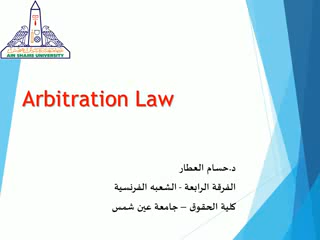 AIN SHAMS UNIVERSITY
Arbitration Law
د.حسام العطار
الفرقة الرابعة - الشعبه الفرنسية
كلية الحقوق – جامعة عين شمس